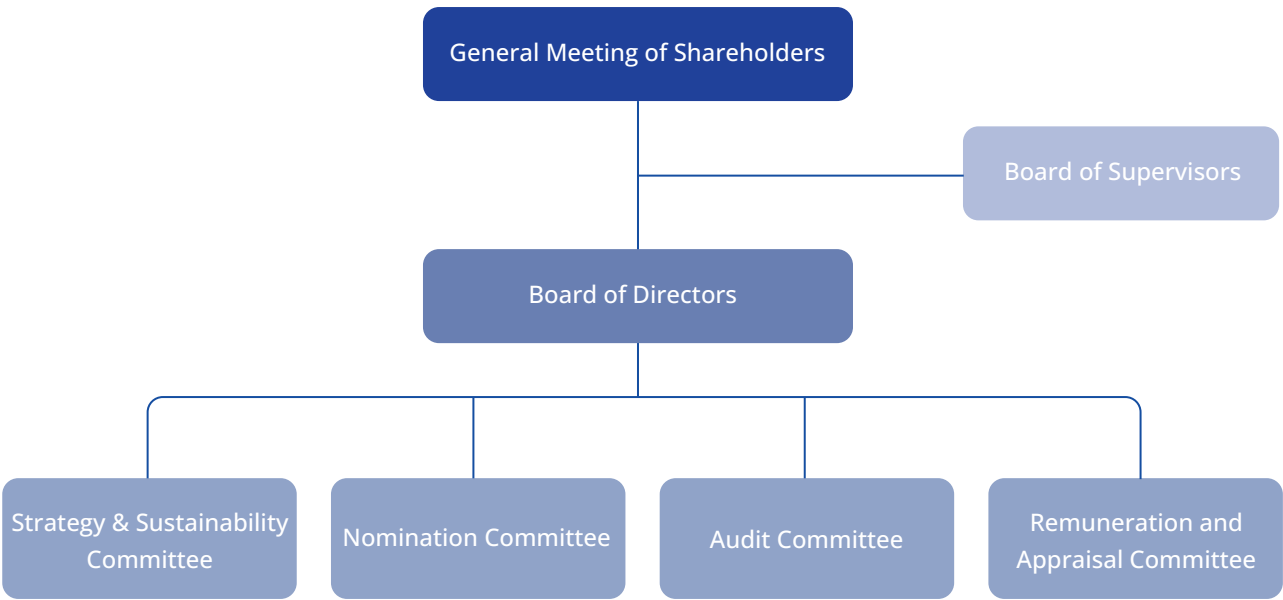 General Meeting of Shareholders
Board of Supervisors
Board of Directors
Strategy & Sustainability
Committee
Nomination Committee
Audit Committee
Remuneration and
Appraisal Committee